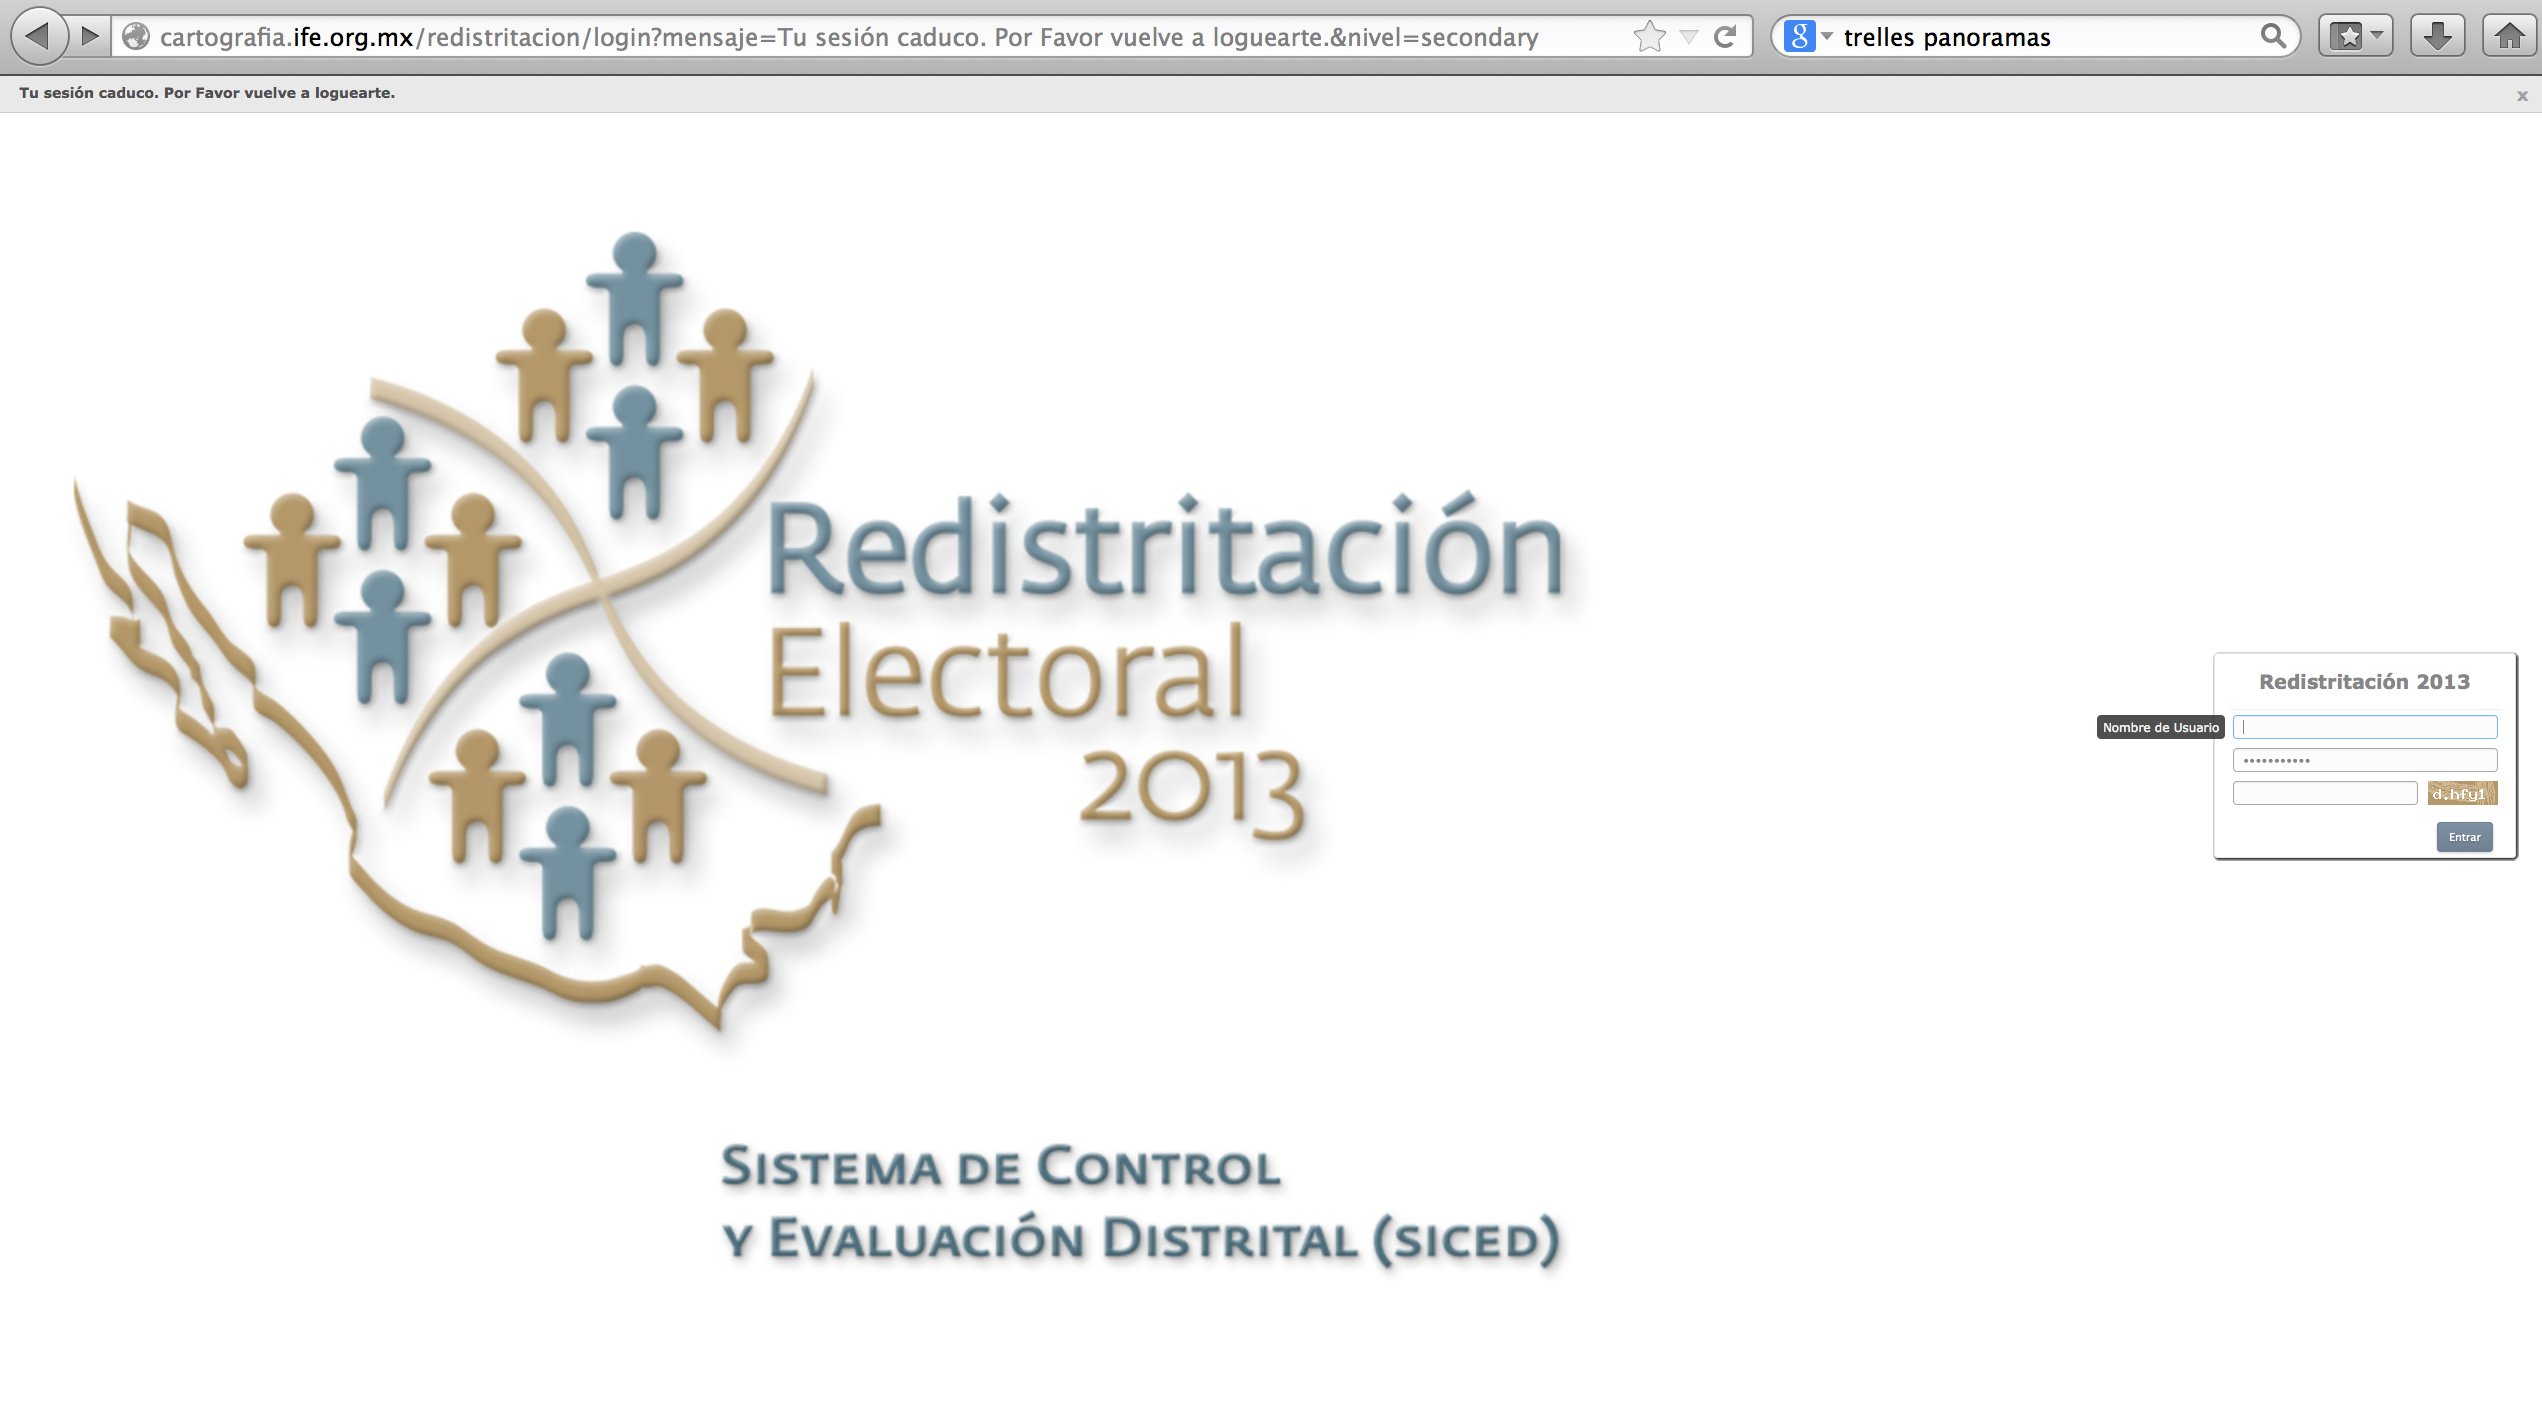 cartografia.ife.org.mx/redistritacion/login?mensaje=Tu sesión caduco. Por Favor vuelve a loguearte.&nivel=secondary
trelles panoramas
Tu sesión caduco. Por Favor vuelve a loguearte.
x
Redistritación
Electoral
2013
Redistritación 2013
Nombre de Usuario
d.hfy1
Entrar
SISTEMA DE CONTROL
Y EVALUACIÓN DISTRITAL (SICED)